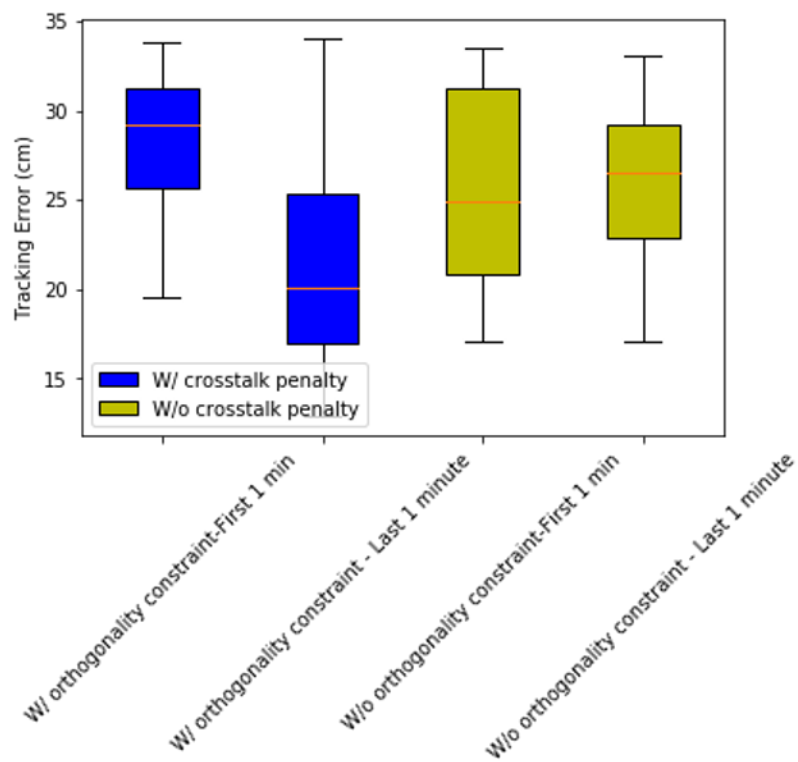 35
30
25
20
15
Tracking Error (cm)
W/ crosstalk penalty
W/o crosstalk penalty
W/ orthogonality constraint-First 1 min
W/ orthogonality constraint - Last 1 minute
W/o orthogonality constraint-First 1 min
W/o orthogonality constraint - Last 1 minute